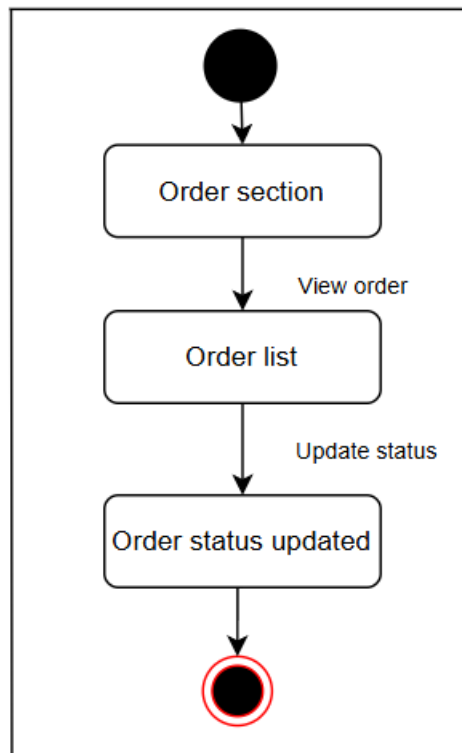 Order section
View order
Order list
Update status
Order status updated